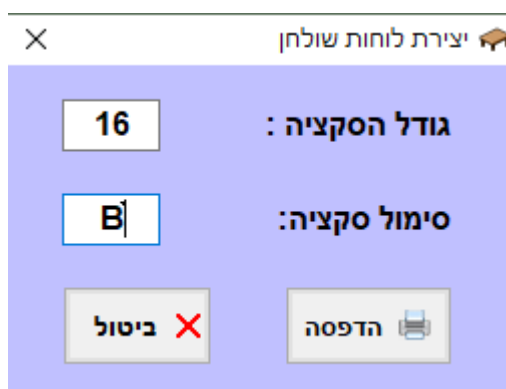 יצירת לוחות שולחן
גודל הסקציה : 16
סימול סקציה: B
הדפסה ביטול